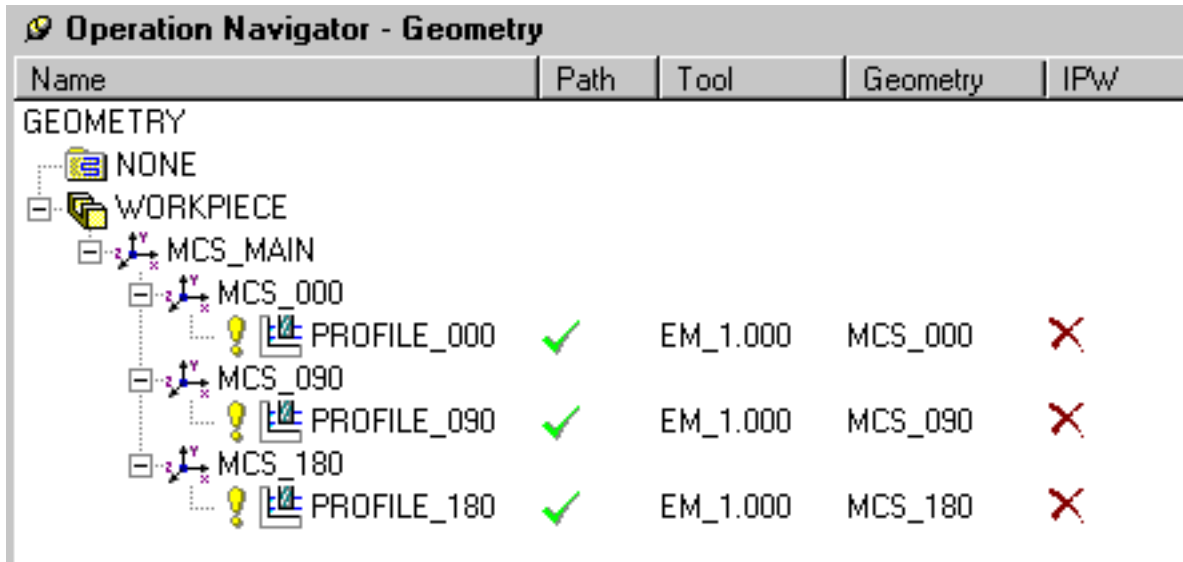 Operation Navigator - Geometry
Name Path Tool Geometry IPW
GEOMETRY
NONE
WORKPIECE
MCS_MAIN
MCS_000
PROFILE_000 EM_1.000 MCS_000
MCS_090
PROFILE_090 EM_1.000 MCS_090
MCS_180
PROFILE_180 EM_1.000 MCS_180